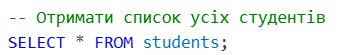 -- Отримати список усіх студентів
SELECT * FROM students;